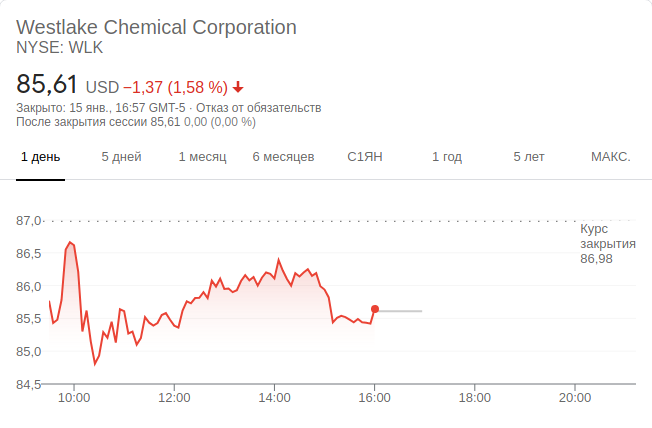 Westlake Chemical Corporation
NYSE: WLK
85,61 USD −1,37 (1,58 %)
Закрыто: 15 янв., 16:57 GMT-5 · Отказ от обязательств
После закрытия сессии 85,61 0,00 (0,00 %)
1 день 5 дней 1 месяц 6 месяцев С1ЯН 1 год 5 лет МАКС.
87,0
Курс
закрытия
86,98
86,5
86,0
85,5
85,0
84,5
10:00 12:00 14:00 16:00 18:00 20:00